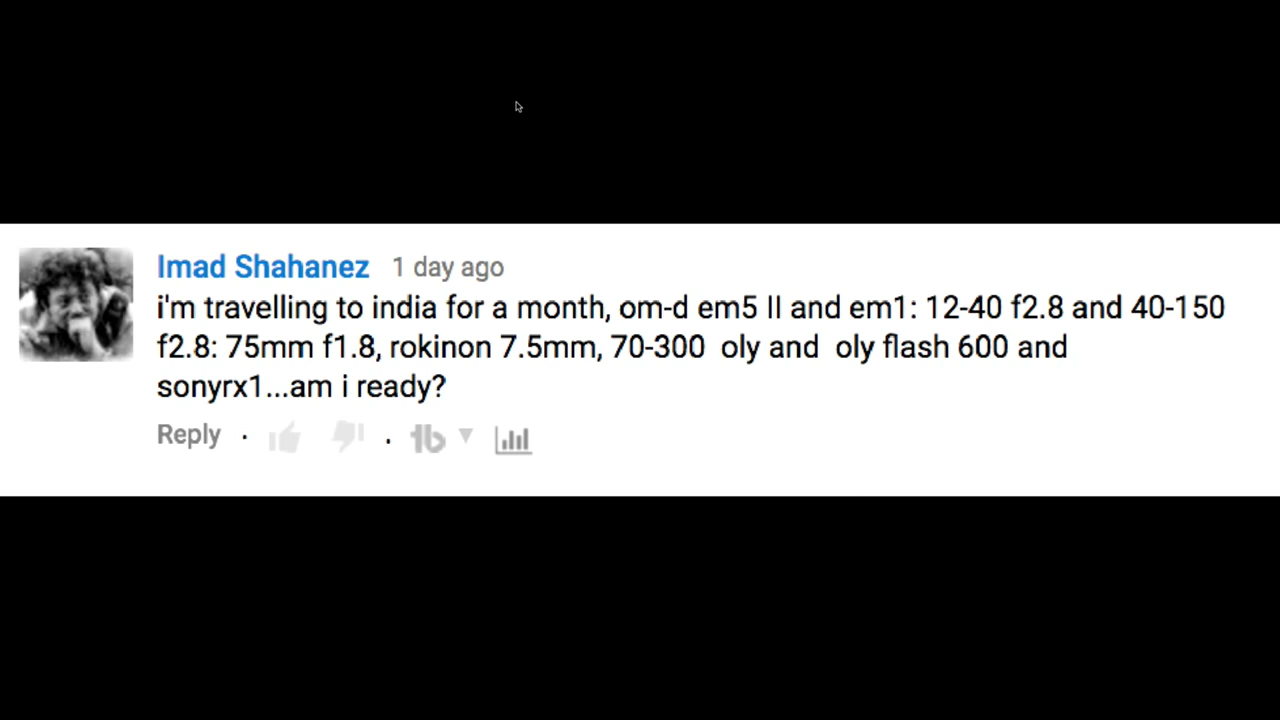 Imad Shahanez 1 day ago
i'm travelling to india for a month, om-d em5 II and em1: 12-40 f2.8 and 40-150
f2.8: 75mm f1.8, rokinon 7.5mm, 70-300  oly and  oly flash 600 and
sonyrx1...am i ready?
Reply · .